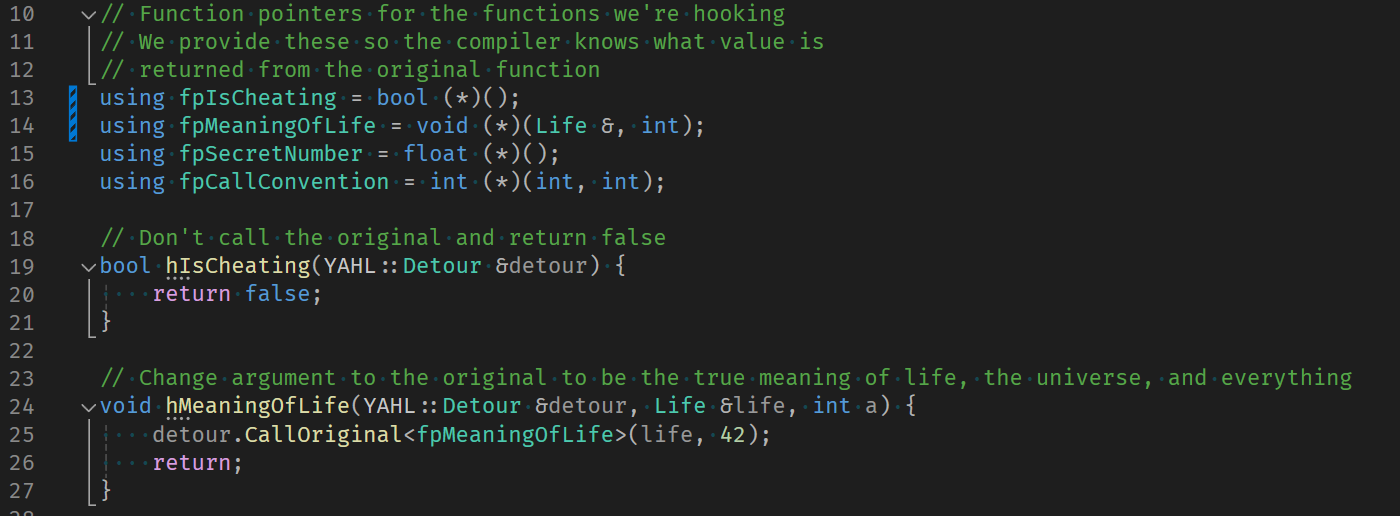 10 // Function pointers for the functions we're hooking
11 // We provide these so the compiler knows what value is
12 // returned from the original function
13 using fpIsCheating = bool (*)();
14 using fpMeaningOfLife = void (*)(Life &, int);
15 using fpSecretNumber = float (*)();
16 using fpCallConvention = int (*)(int, int);
17
18 // Don't call the original and return false
19 bool hIsCheating(YAHL::Detour &detour) {
20     return false;
21 }
22
23 // Change argument to the original to be the true meaning of life, the universe, and everything
24 void hMeaningOfLife(YAHL::Detour &detour, Life &life, int a) {
25     detour.CallOriginal<fpMeaningOfLife>(life, 42);
26     return;
27 }